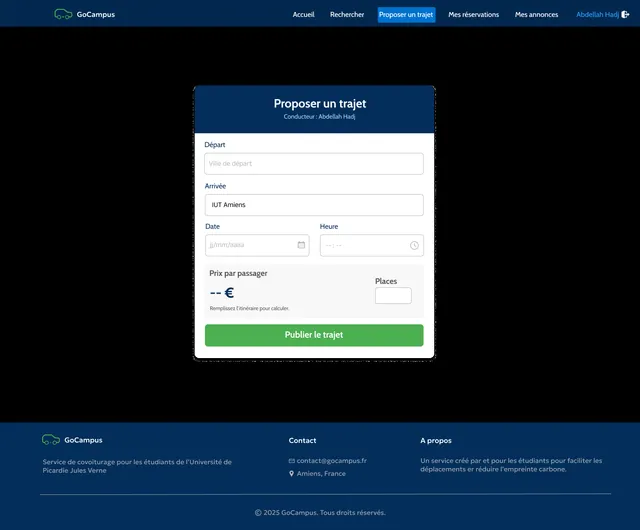 GoCampus
Accueil Rechercher Proposer un trajet Mes réservations Mes annonces Abdellah Hadj
Proposer un trajet
Conducteur : Abdellah Hadj
Départ
Ville de départ
Arrivée
IUT Amiens
Date Heure
jj/mm/aaaa -- : --
Prix par passager
Places
-- €
Remplissez l'itinéraire pour calculer.
Publier le trajet
GoCampus
Service de covoiturage pour les étudiants de l'Université de
Picardie Jules Verne
Contact
contact@gocampus.fr
Amiens, France
A propos
Un service créé par et pour les étudiants pour faciliter les
déplacements er réduire l'empreinte carbone.
© 2025 GoCampus. Tous droits réservés.